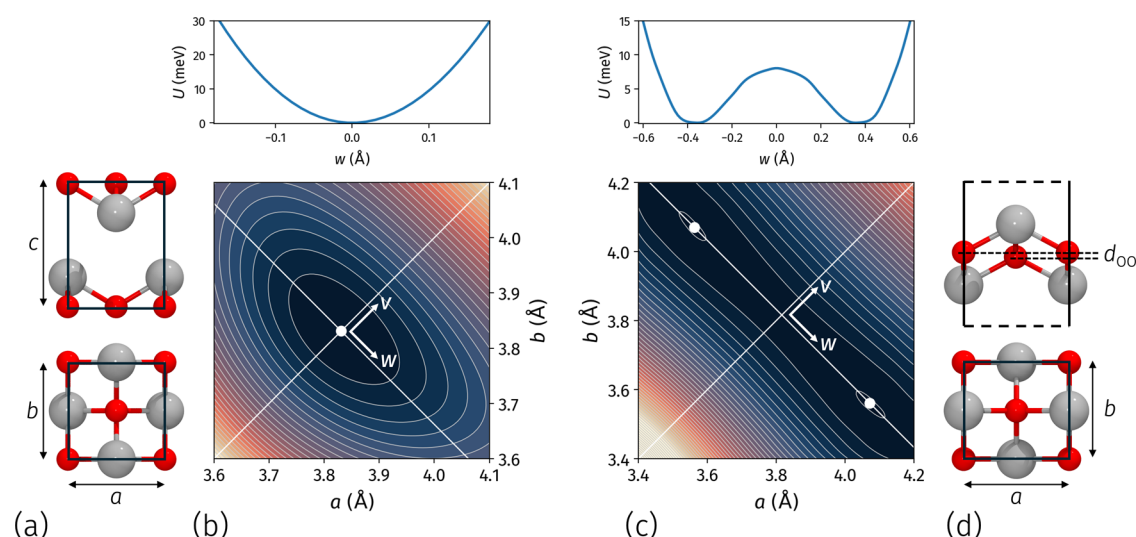 30
20
10
0
U (meV)
−0.1
0.0
0.1
w (Å)
15
10
5
0
U (meV)
−0.6
−0.4
−0.2
0.0
0.2
0.4
0.6
w (Å)
c
b
a
(a)
4.1
4.0
3.9
3.8
3.7
3.6
b (Å)
v
w
3.6
3.7
3.8
3.9
4.0
4.1
a (Å)
(b)
4.2
4.0
3.8
3.6
3.4
b (Å)
v
w
3.4
3.6
3.8
4.0
4.2
a (Å)
(c)
dOO
b
a
(d)